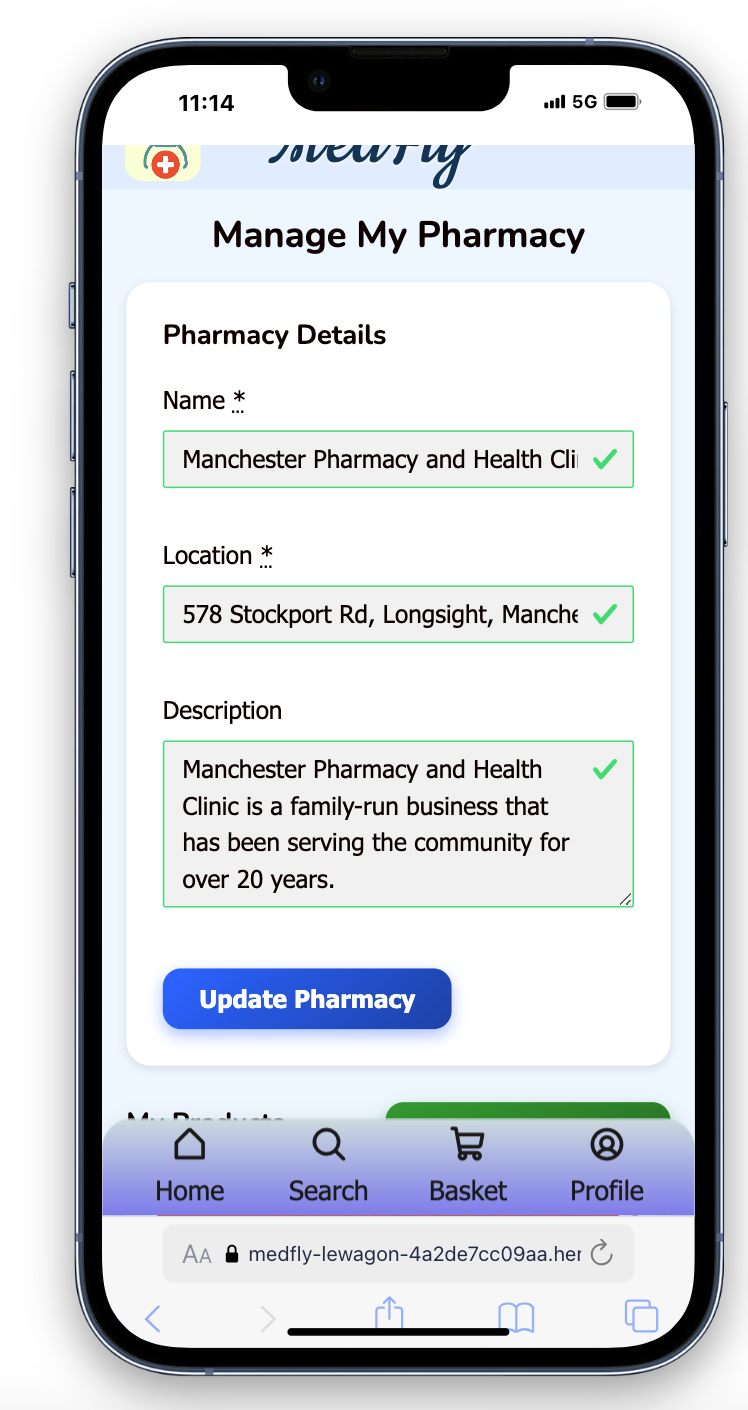 11:14
5G
MedFly
Manage My Pharmacy
Pharmacy Details
Name *
Manchester Pharmacy and Health Cli
Location *
578 Stockport Rd, Longsight, Manche
Description
Manchester Pharmacy and Health
Clinic is a family-run business that
has been serving the community for
over 20 years.
Update Pharmacy
My Products
Home Search Basket Profile
AA medfly-lewagon-4a2de7cc09aa.her